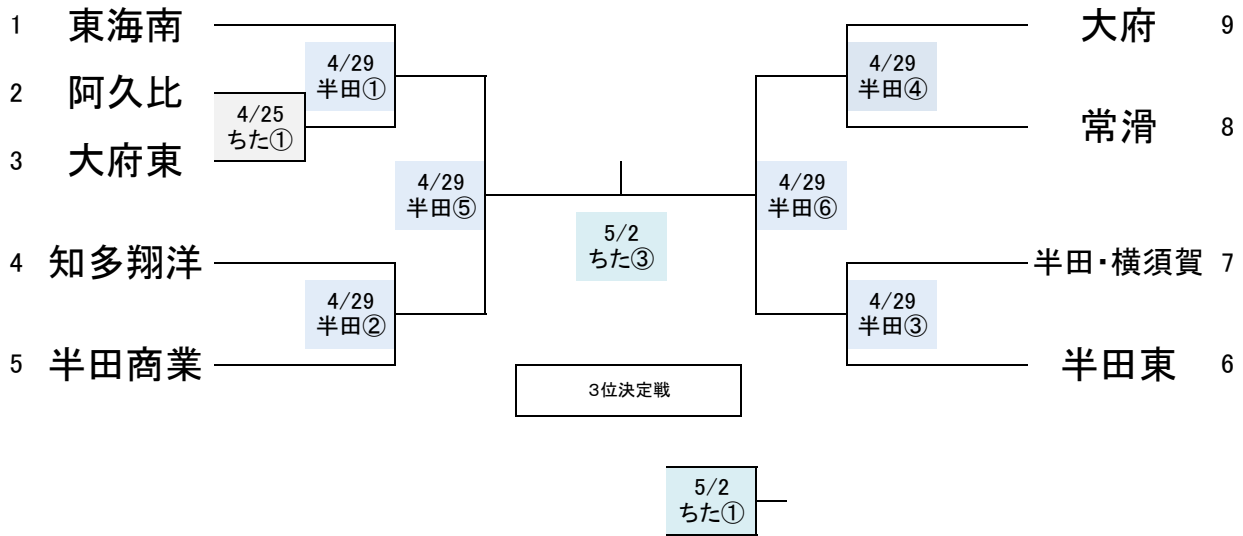 1 東海南
2 阿久比
3 大府東
4 知多翔洋
5 半田商業
4/25
ちた①
4/29
半田①
4/29
半田②
4/29
半田⑤
5/2
ちた③
4/29
半田⑥
4/29
半田④
4/29
半田③
大府 9
常滑 8
半田・横須賀 7
半田東 6
3位決定戦
5/2
ちた①